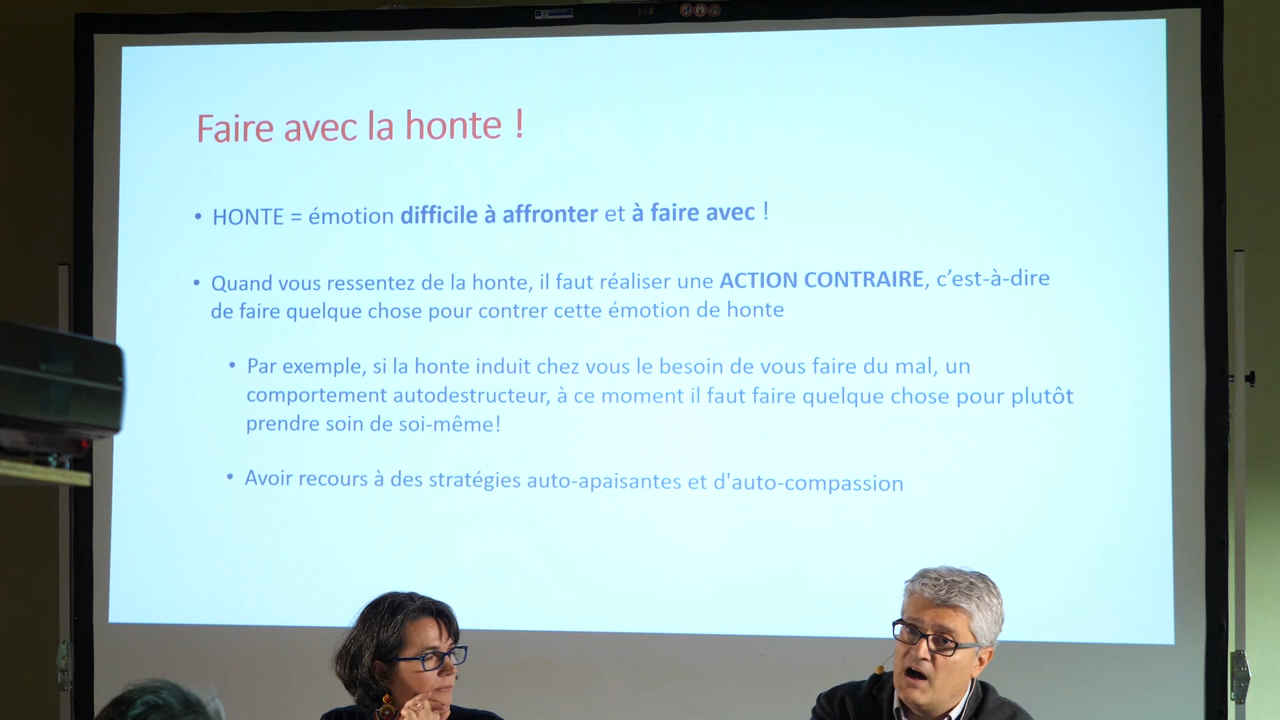 Faire avec la honte !
• HONTE = émotion difficile à affronter et à faire avec !
• Quand vous ressentez de la honte, il faut réaliser une ACTION CONTRAIRE, c’est-à-dire
de faire quelque chose pour contrer cette émotion de honte
• Par exemple, si la honte induit chez vous le besoin de vous faire du mal, un
comportement autodestructeur, à ce moment il faut faire quelque chose pour plutôt
prendre soin de soi-même!
• Avoir recours à des stratégies auto-apaisantes et d'auto-compassion